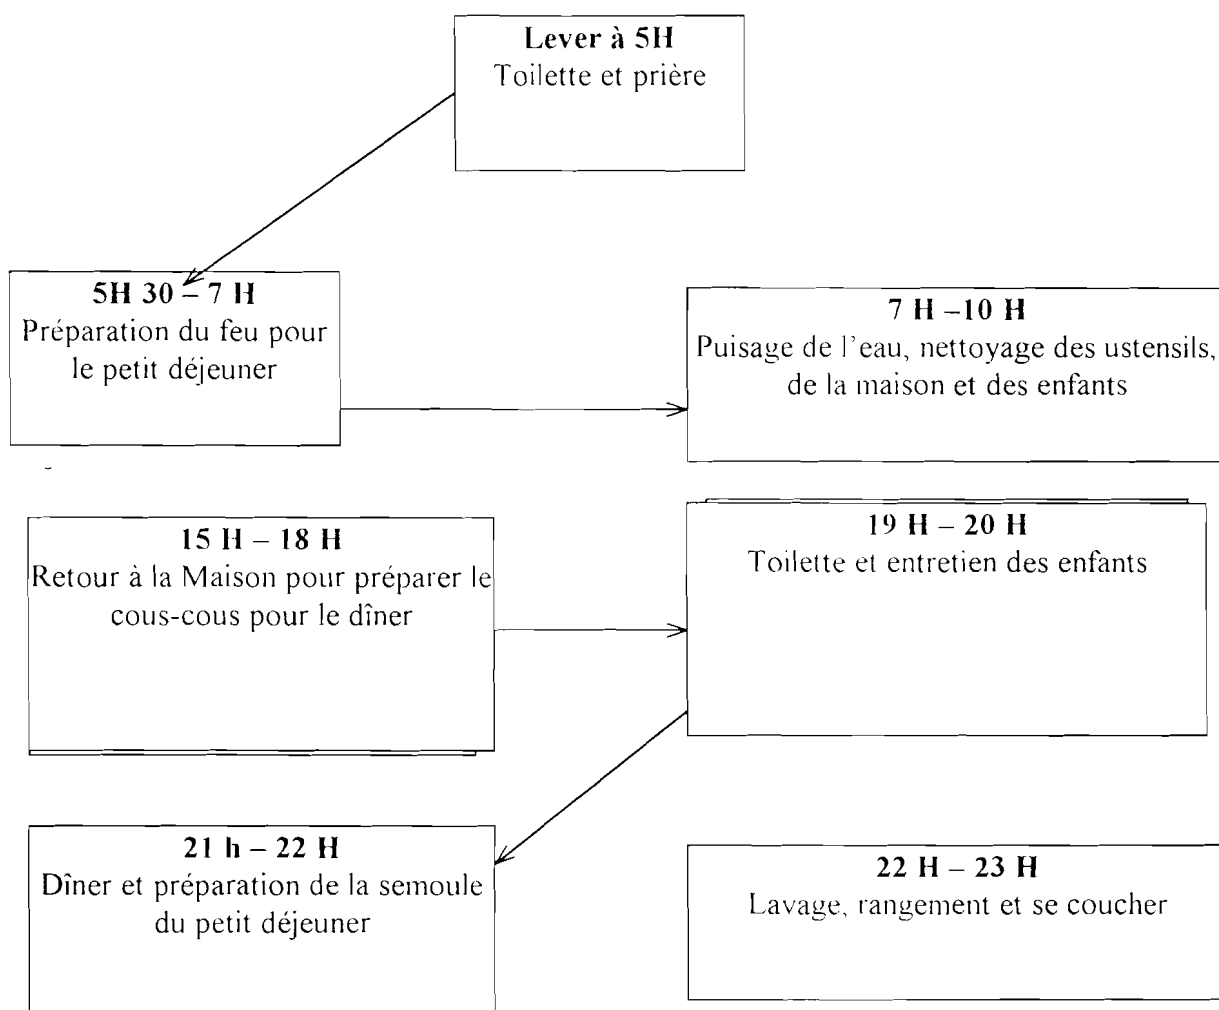 Lever à 5H
Toilette et prière
5H 30 – 7 H
Préparation du feu pour
le petit déjeuner
7 H –10 H
Puisage de l'eau, nettoyage des ustensils,
de la maison et des enfants
15 H – 18 H
Retour à la Maison pour préparer le
cous-cous pour le dîner
19 H – 20 H
Toilette et entretien des enfants
21 h – 22 H
Dîner et préparation de la semoule
du petit déjeuner
22 H – 23 H
Lavage, rangement et se coucher